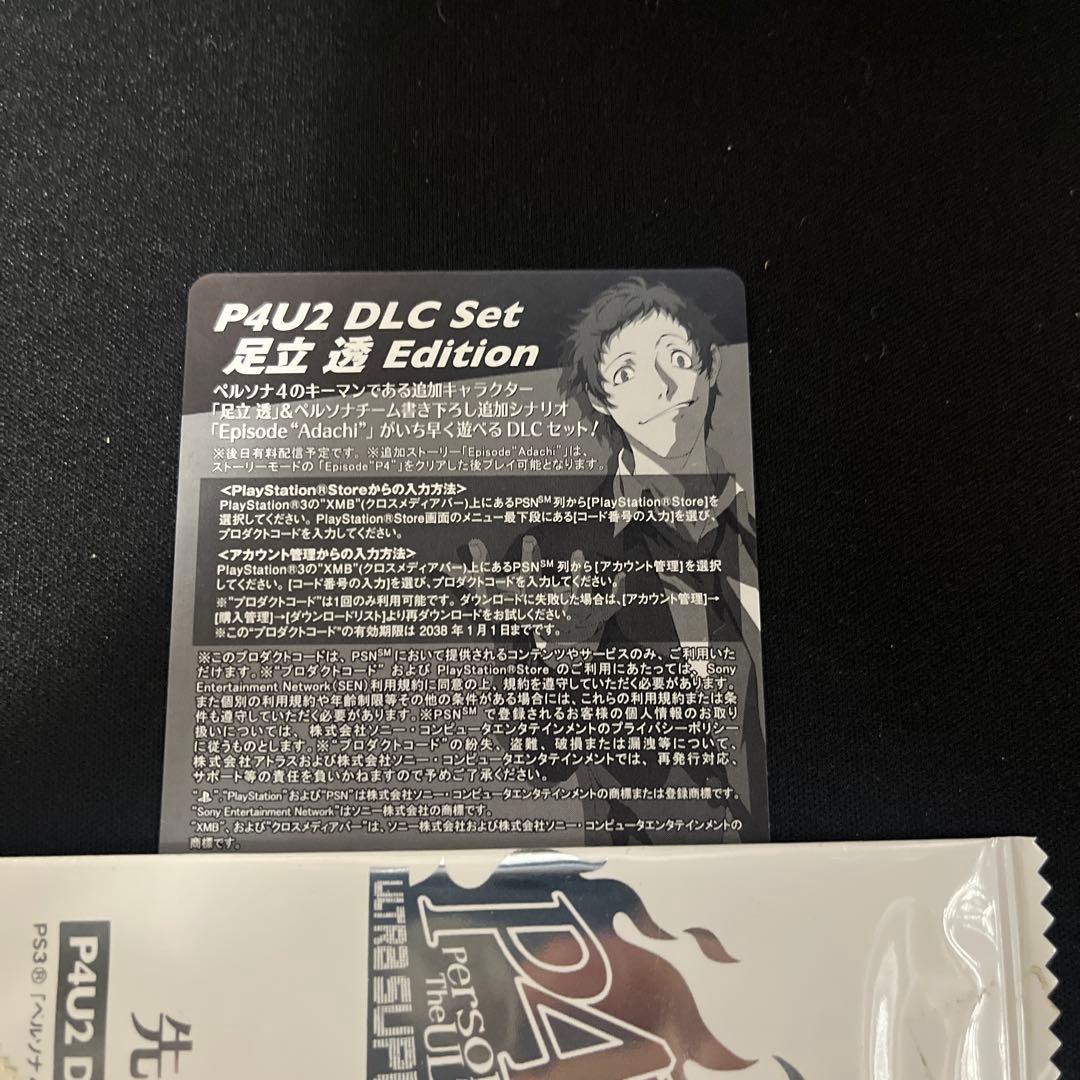 P4U2 DLC Set
足立 透 Edition
ペルソナ4のキーマンである追加キャラクター
「足立 透」&ペルソナチーム書き下ろし追加シナリオ
「Episode“Adachi”」がいち早く遊べるDLCセット!
※後日有料配信予定です。※追加ストーリー「Episode“Adachi”」は、
ストーリーモードの「Episode“P4”」をクリアした後プレイ可能となります。
<PlayStation®Storeからの入力方法>
PlayStation®3の"XMB"(クロスメディアバー)上にあるPSN℠列から[PlayStation®Store]を
選択してください。PlayStation®Store画面のメニュー最下段にある[コード番号の入力]を選び、
プロダクトコードを入力してください。
<アカウント管理からの入力方法>
PlayStation®3の"XMB"(クロスメディアバー)上にあるPSN℠列から[アカウント管理]を選択
してください。[コード番号の入力]を選び、プロダクトコードを入力してください。
※"プロダクトコード"は1回のみ利用可能です。ダウンロードに失敗した場合は、[アカウント管理]→
[購入管理]→[ダウンロードリスト]より再ダウンロードをお試しください。
※この"プロダクトコード"の有効期限は 2038年1月1日までです。
※このプロダクトコードは、PSN℠において提供されるコンテンツやサービスのみ、ご利用いた
だけます。※"プロダクトコード" および PlayStation®Store のご利用にあたっては、Sony
Entertainment Network(SEN)利用規約に同意の上、規約を遵守していただく必要があります。
また個別の利用規約や年齢制限等その他の条件がある場合には、これらの利用規約または条
件も遵守していただく必要があります。※PSN℠ で登録されるお客様の個人情報のお取り
扱いについては、株式会社ソニー・コンピュータエンタテインメントのプライバシーポリシー
に従うものとします。※"プロダクトコード"の紛失、盗難、破損または漏洩等について、
株式会社アトラスおよび株式会社ソニー・コンピュータエンタテインメントでは、再発行対応、
サポート等の責任を負いかねますので予めご了承ください。
"、"PlayStation"および"PSN"は株式会社ソニー・コンピュータエンタテインメントの商標または登録商標です。
"Sony Entertainment Network"はソニー株式会社の商標です。
"XMB"、および"クロスメディアバー"は、ソニー株式会社および株式会社ソニー・コンピュータエンタテインメントの
商標です。
P4
PERSO
The UL
ULTRA SUP
先
P4U2 D
PS3®「ペルソナ